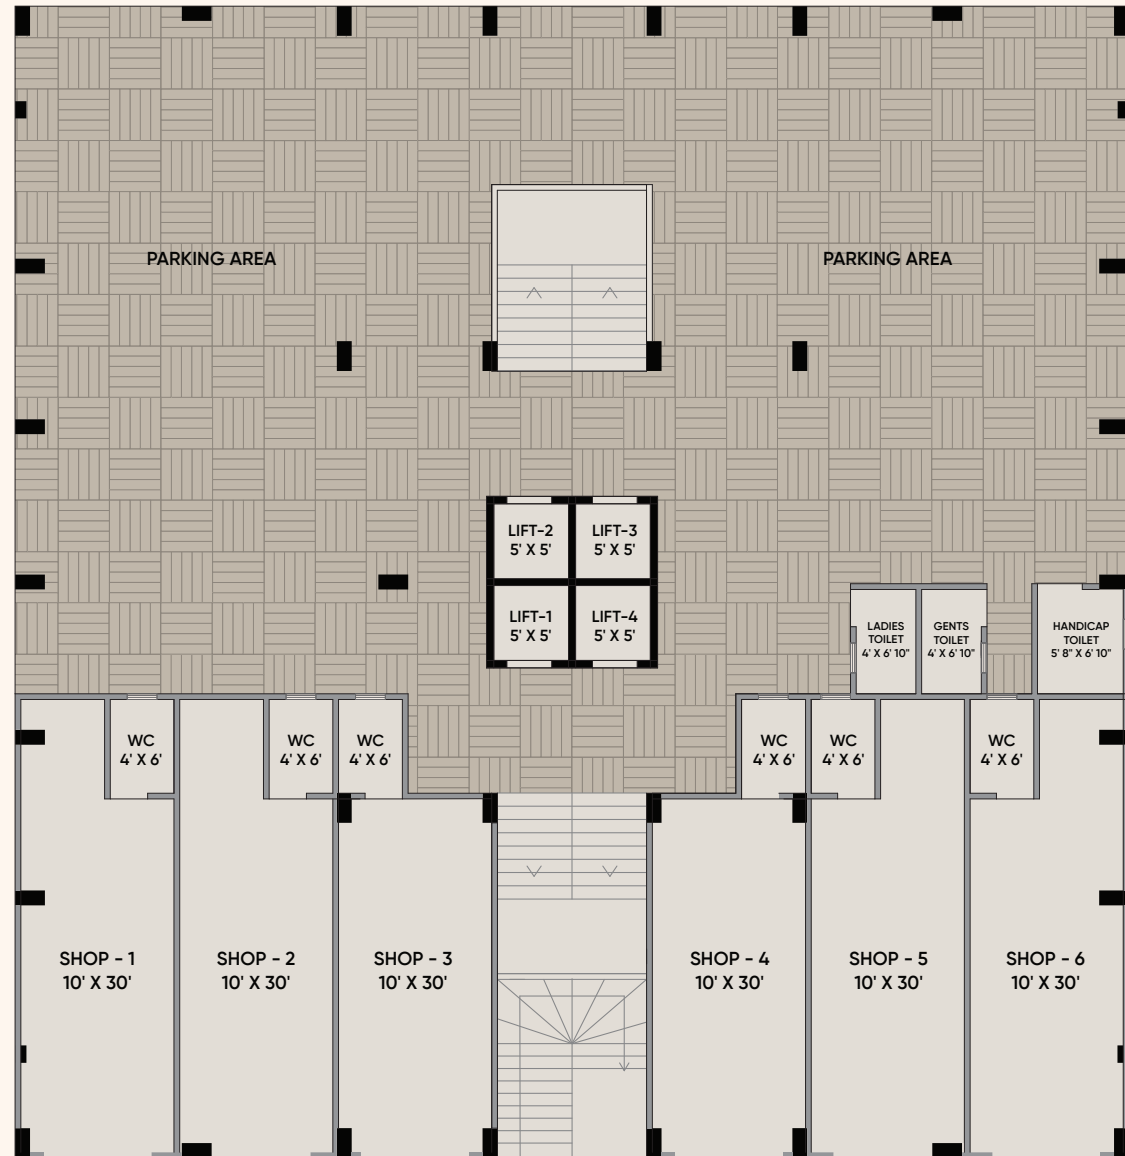 PARKING AREA
PARKING AREA
LIFT-2
5' X 5'
LIFT-3
5' X 5'
LIFT-1
5' X 5'
LIFT-4
5' X 5'
LADIES
TOILET
4' X 6' 10"
GENTS
TOILET
4' X 6' 10"
HANDICAP
TOILET
5' 8" X 6' 10"
WC
4' X 6'
WC
4' X 6'
WC
4' X 6'
WC
4' X 6'
WC
4' X 6'
WC
4' X 6'
SHOP - 1
10' X 30'
SHOP - 2
10' X 30'
SHOP - 3
10' X 30'
SHOP - 4
10' X 30'
SHOP - 5
10' X 30'
SHOP - 6
10' X 30'